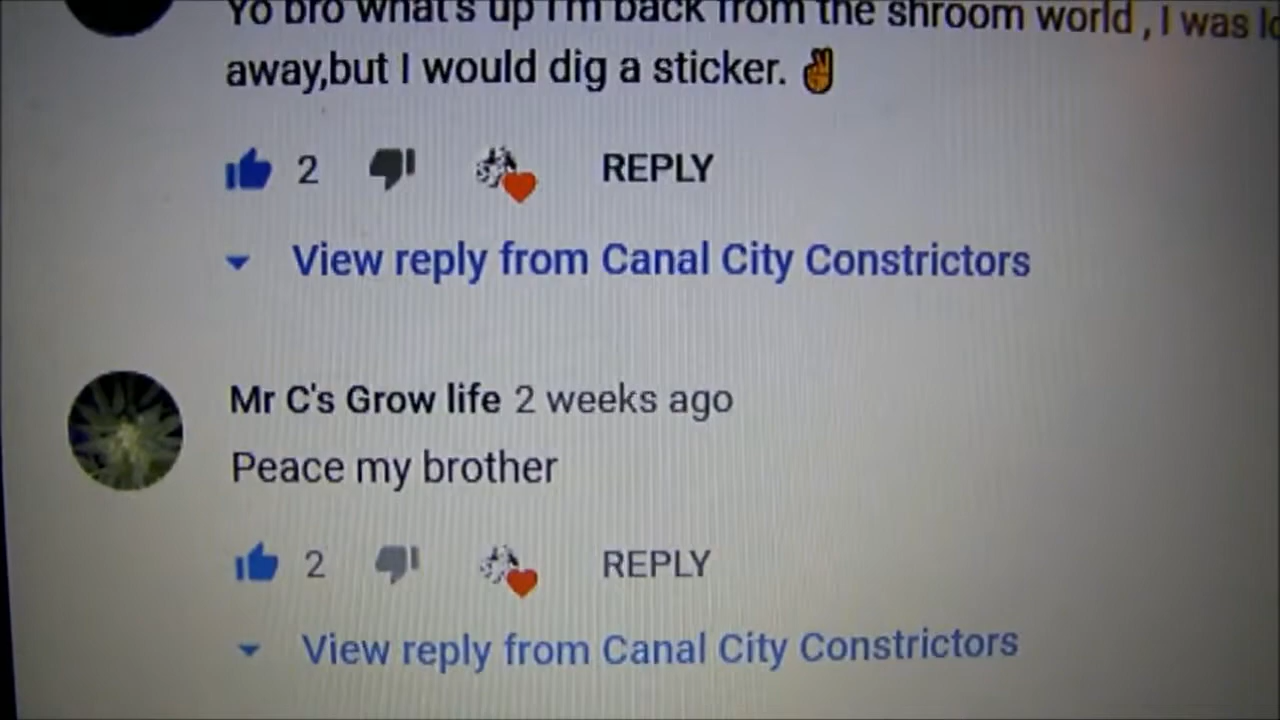 Yo bro what's up I'm back from the shroom world , I was
away,but I would dig a sticker. ✌
2 REPLY
View reply from Canal City Constrictors
Mr C's Grow life 2 weeks ago
Peace my brother
2 REPLY
View reply from Canal City Constrictors